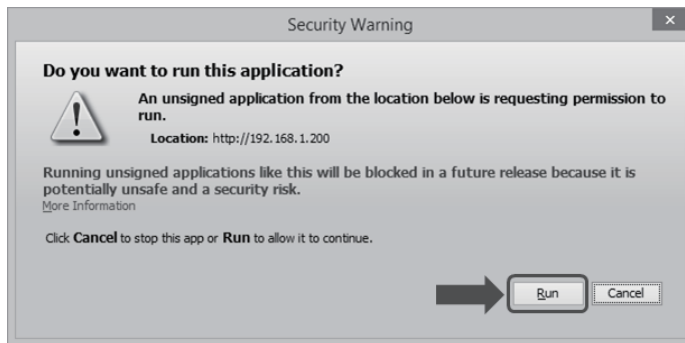 Security Warning
Do you want to run this application?
An unsigned application from the location below is requesting permission to
run.
Location: http://192.168.1.200
Running unsigned applications like this will be blocked in a future release because it is
potentially unsafe and a security risk.
More Information
Click Cancel to stop this app or Run to allow it to continue.
Run Cancel